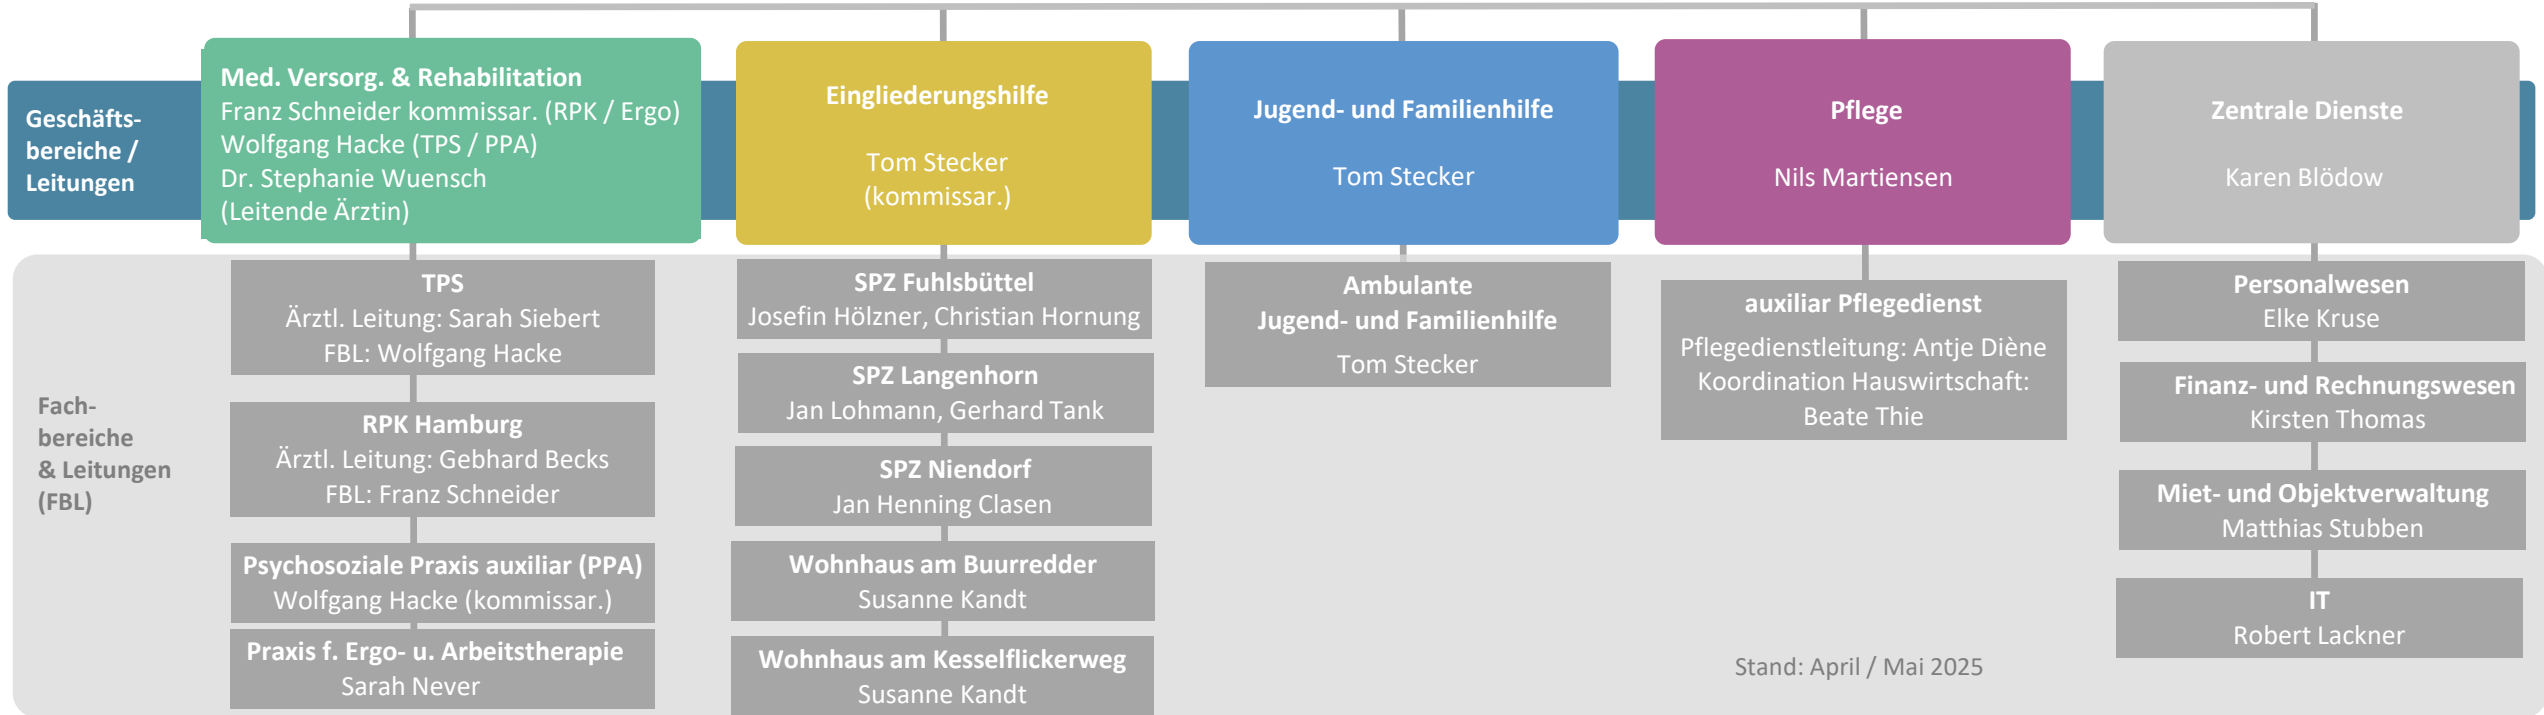 Geschäfts-
bereiche /
Leitungen
Med. Versorg. & Rehabilitation
Franz Schneider kommissar. (RPK / Ergo)
Wolfgang Hacke (TPS / PPA)
Dr. Stephanie Wuensch
(Leitende Ärztin)
Eingliederungshilfe
Tom Stecker
(kommissar.)
Jugend- und Familienhilfe
Tom Stecker
Pflege
Nils Martiensen
Zentrale Dienste
Karen Blödow
Fach-
bereiche
& Leitungen
(FBL)
TPS
Ärztl. Leitung: Sarah Siebert
FBL: Wolfgang Hacke
RPK Hamburg
Ärztl. Leitung: Gebhard Becks
FBL: Franz Schneider
Psychosoziale Praxis auxiliar (PPA)
Wolfgang Hacke (kommissar.)
Praxis f. Ergo- u. Arbeitstherapie
Sarah Never
SPZ Fuhlsbüttel
Josefin Hölzner, Christian Hornung
SPZ Langenhorn
Jan Lohmann, Gerhard Tank
SPZ Niendorf
Jan Henning Clasen
Wohnhaus am Buurredder
Susanne Kandt
Wohnhaus am Kesselflickerweg
Susanne Kandt
Ambulante
Jugend- und Familienhilfe
Tom Stecker
auxiliar Pflegedienst
Pflegedienstleitung: Antje Diène
Koordination Hauswirtschaft:
Beate Thie
Personalwesen
Elke Kruse
Finanz- und Rechnungswesen
Kirsten Thomas
Miet- und Objektverwaltung
Matthias Stubben
IT
Robert Lackner
Stand: April / Mai 2025